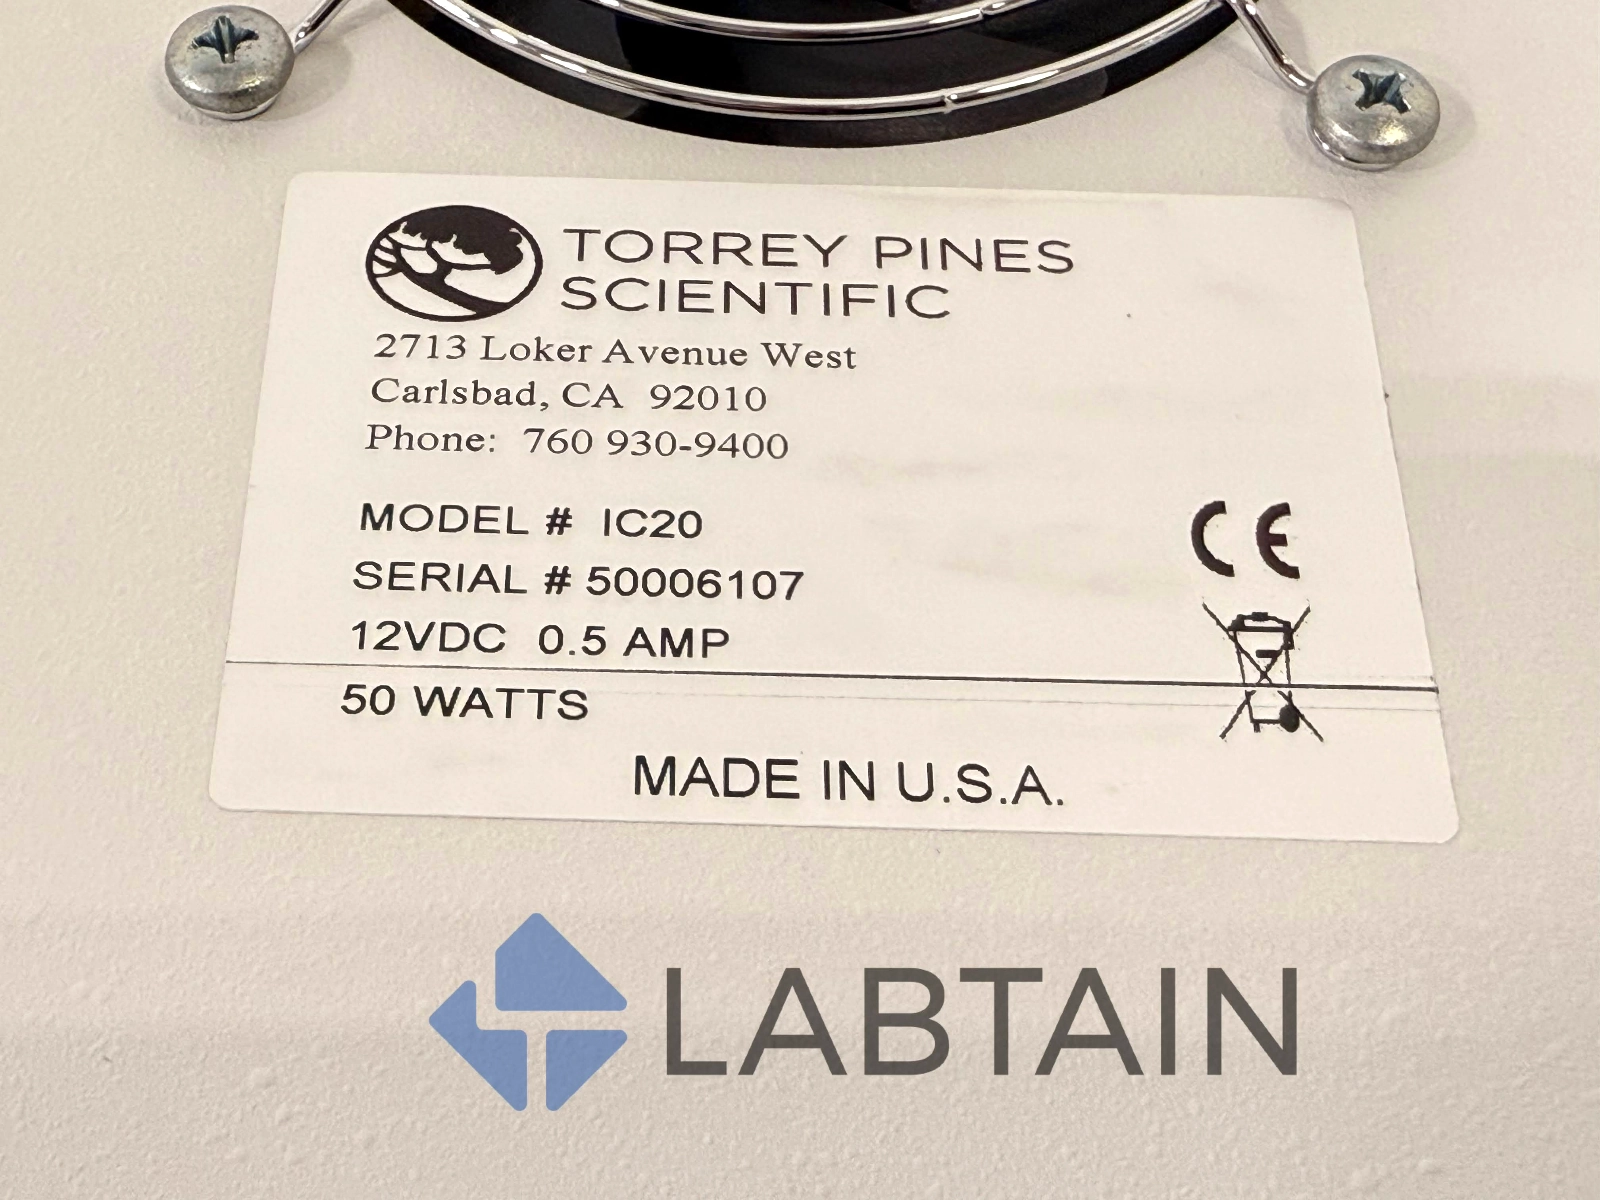 TORREY PINES
SCIENTIFIC
2713 Loker Avenue West
Carlsbad, CA 92010
Phone: 760 930-9400
MODEL # IC20
SERIAL # 50006107
12VDC 0.5 AMP
50 WATTS
CE
MADE IN U.S.A.
LABTAIN